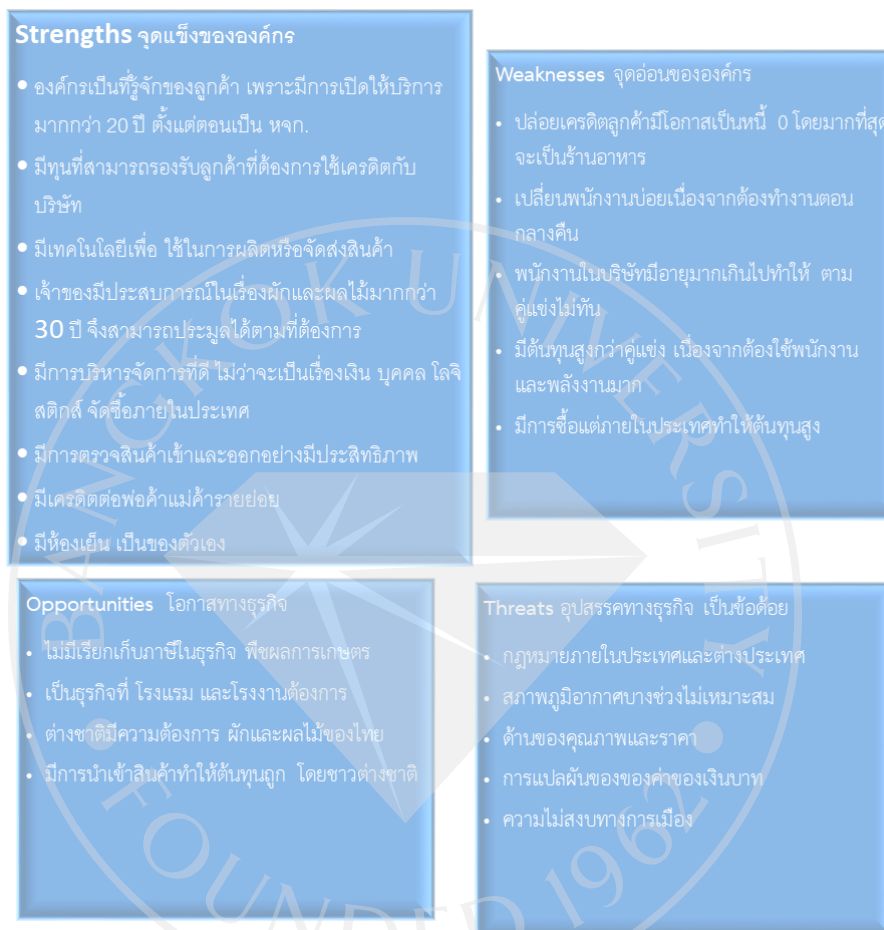 Strengths จุดแข็งขององค์กร
• องค์กรเป็นที่รู้จักของลูกค้า เพราะมีการเปิดให้บริการ
มากกว่า 20 ปี ตั้งแต่ตอนเป็น หจก.
• มีทุนที่สามารถรองรับลูกค้าที่ต้องการใช้เครดิตกับ
บริษัท
• มีเทคโนโลยีเพื่อ ใช้ในการผลิตหรือจัดส่งสินค้า
• เจ้าของมีประสบการณ์ในเรื่องผักและผลไม้มากกว่า
30 ปี จึงสามารถประมูลได้ตามที่ต้องการ
• มีการบริหารจัดการที่ดี ไม่ว่าจะเป็นเรื่องเงิน บุคคล โลจิ
สติกส์ จัดซื้อภายในประเทศ
• มีการตรวจสินค้าเข้าและออกอย่างมีประสิทธิภาพ
• มีเครดิตต่อพ่อค้าแม่ค้ารายย่อย
• มีห้องเย็น เป็นของตัวเอง
Weaknesses จุดอ่อนขององค์กร
• ปล่อยเครดิตลูกค้ามีโอกาสเป็นหนี้ 0 โดยมากที่สุด
จะเป็นร้านอาหาร
• เปลี่ยนพนักงานบ่อยเนื่องจากต้องทำงานตอน
กลางคืน
• พนักงานในบริษัทมีอายุมากเกินไปทำให้ ตาม
คู่แข่งไม่ทัน
• มีต้นทุนสูงกว่าคู่แข่ง เนื่องจากต้องใช้พนักงาน
และพลังงานมาก
• มีการซื้อแต่ภายในประเทศทำให้ต้นทุนสูง
Opportunities โอกาสทางธุรกิจ
• ไม่มีเรียกเก็บภาษีในธุรกิจ พืชผลการเกษตร
• เป็นธุรกิจที่ โรงแรม และโรงงานต้องการ
• ต่างชาติมีความต้องการ ผักและผลไม้ของไทย
• มีการนำเข้าสินค้าทำให้ต้นทุนถูก โดยชาวต่างชาติ
Threats อุปสรรคทางธุรกิจ เป็นข้อด้อย
• กฎหมายภายในประเทศและต่างประเทศ
• สภาพภูมิอากาศบางช่วงไม่เหมาะสม
• ด้านของคุณภาพและราคา
• การแปลผันของของค่าของเงินบาท
• ความไม่สงบทางการเมือง
BANGKOK UNIVERSITY
FOUNDED 1962